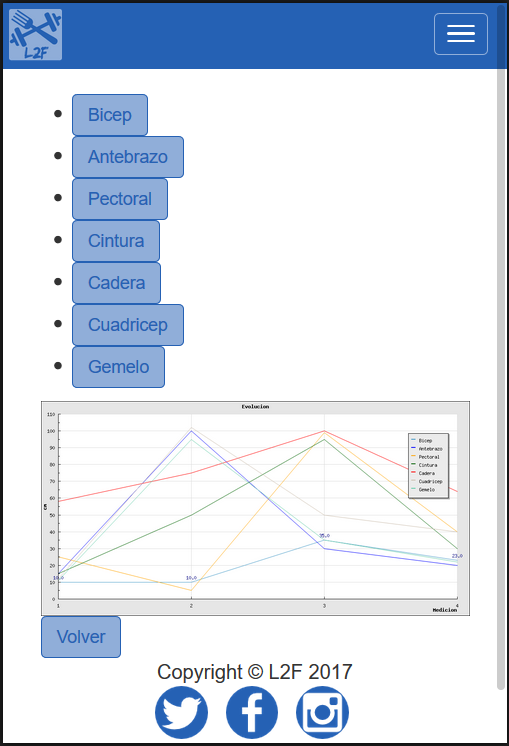 L2F
Bicep
Antebrazo
Pectoral
Cintura
Cadera
Cuadricep
Gemelo
Evolucion
110
100
90
80
70
60
50
40
30
20
10
0
cm
Bicep
Antebrazo
Pectoral
Cintura
Cadera
Cuadricep
Gemelo
10,0
10,0
35,0
23,0
1
2
3
4
Medicion
Volver
Copyright © L2F 2017